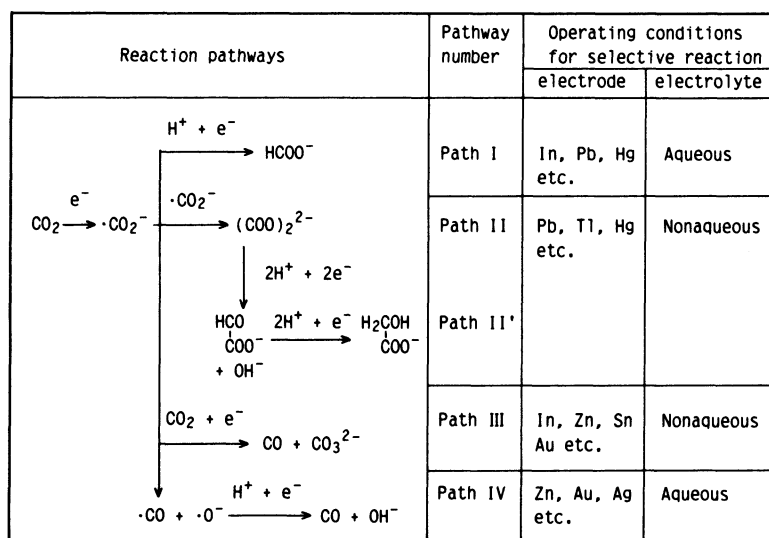 Reaction pathways
Pathway number
Operating conditions for selective reaction
electrode
electrolyte
H⁺ + e⁻
HCOO⁻
Path I
In, Pb, Hg etc.
Aqueous
CO₂
e⁻
·CO₂⁻
·CO₂⁻
(COO)₂²⁻
Path II
Pb, Tl, Hg etc.
Nonaqueous
2H⁺ + 2e⁻
HCO
COO⁻
+ OH⁻
2H⁺ + e⁻
H₂COH
COO⁻
Path II'
CO₂ + e⁻
CO + CO₃²⁻
Path III
In, Zn, Sn
Au etc.
Nonaqueous
·CO + ·O⁻
H⁺ + e⁻
CO + OH⁻
Path IV
Zn, Au, Ag etc.
Aqueous